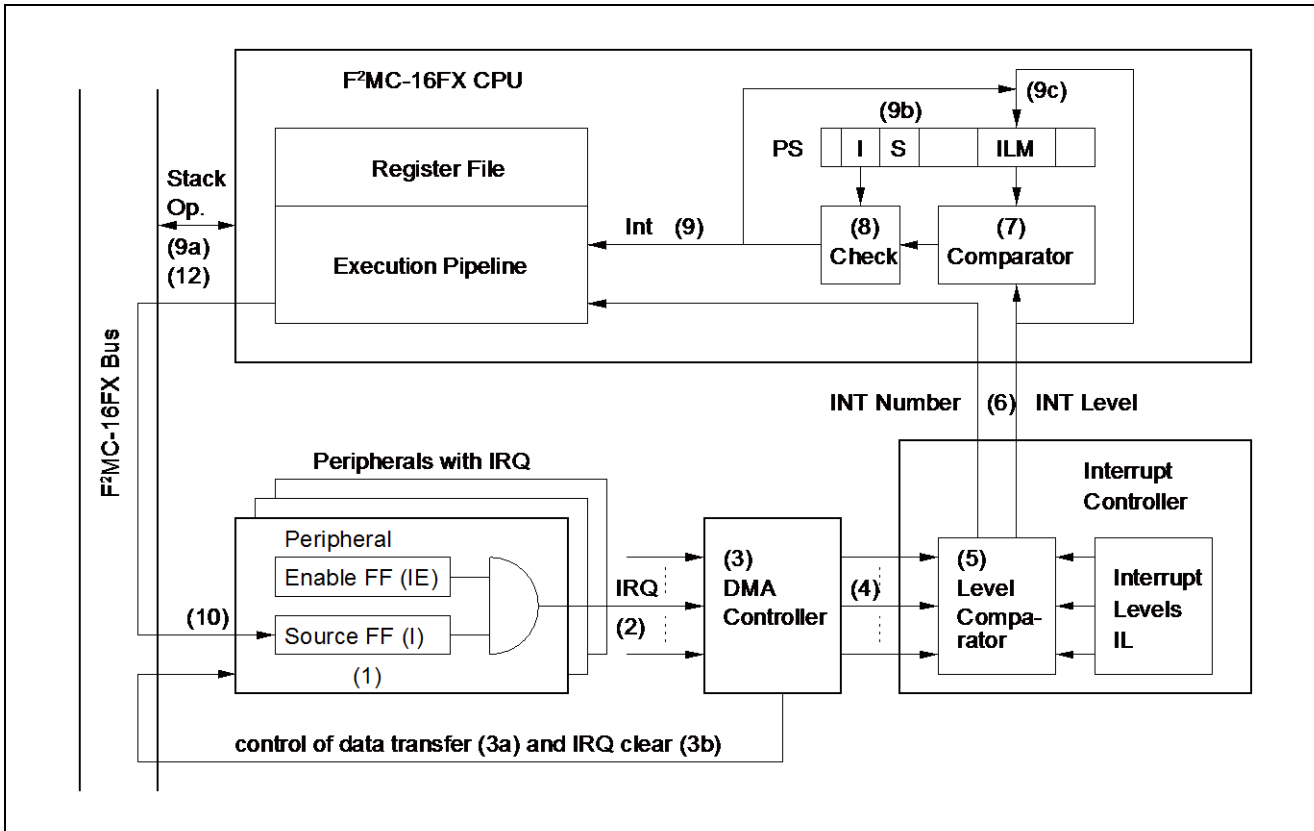 F²MC-16FX CPU
(9c)
(9b)
PS
I
S
ILM
Register File
Stack
Op.
(9a)
(12)
Int (9)
(8)
Check
(7)
Comparator
Execution Pipeline
F²MC-16FX Bus
INT Number
(6)
INT Level
Peripherals with IRQ
Interrupt
Controller
Peripheral
Enable FF (IE)
(10)
Source FF (I)
(1)
IRQ
(2)
(3)
DMA
Controller
(4)
(5)
Level
Compa-
rator
Interrupt
Levels
IL
control of data transfer (3a) and IRQ clear (3b)